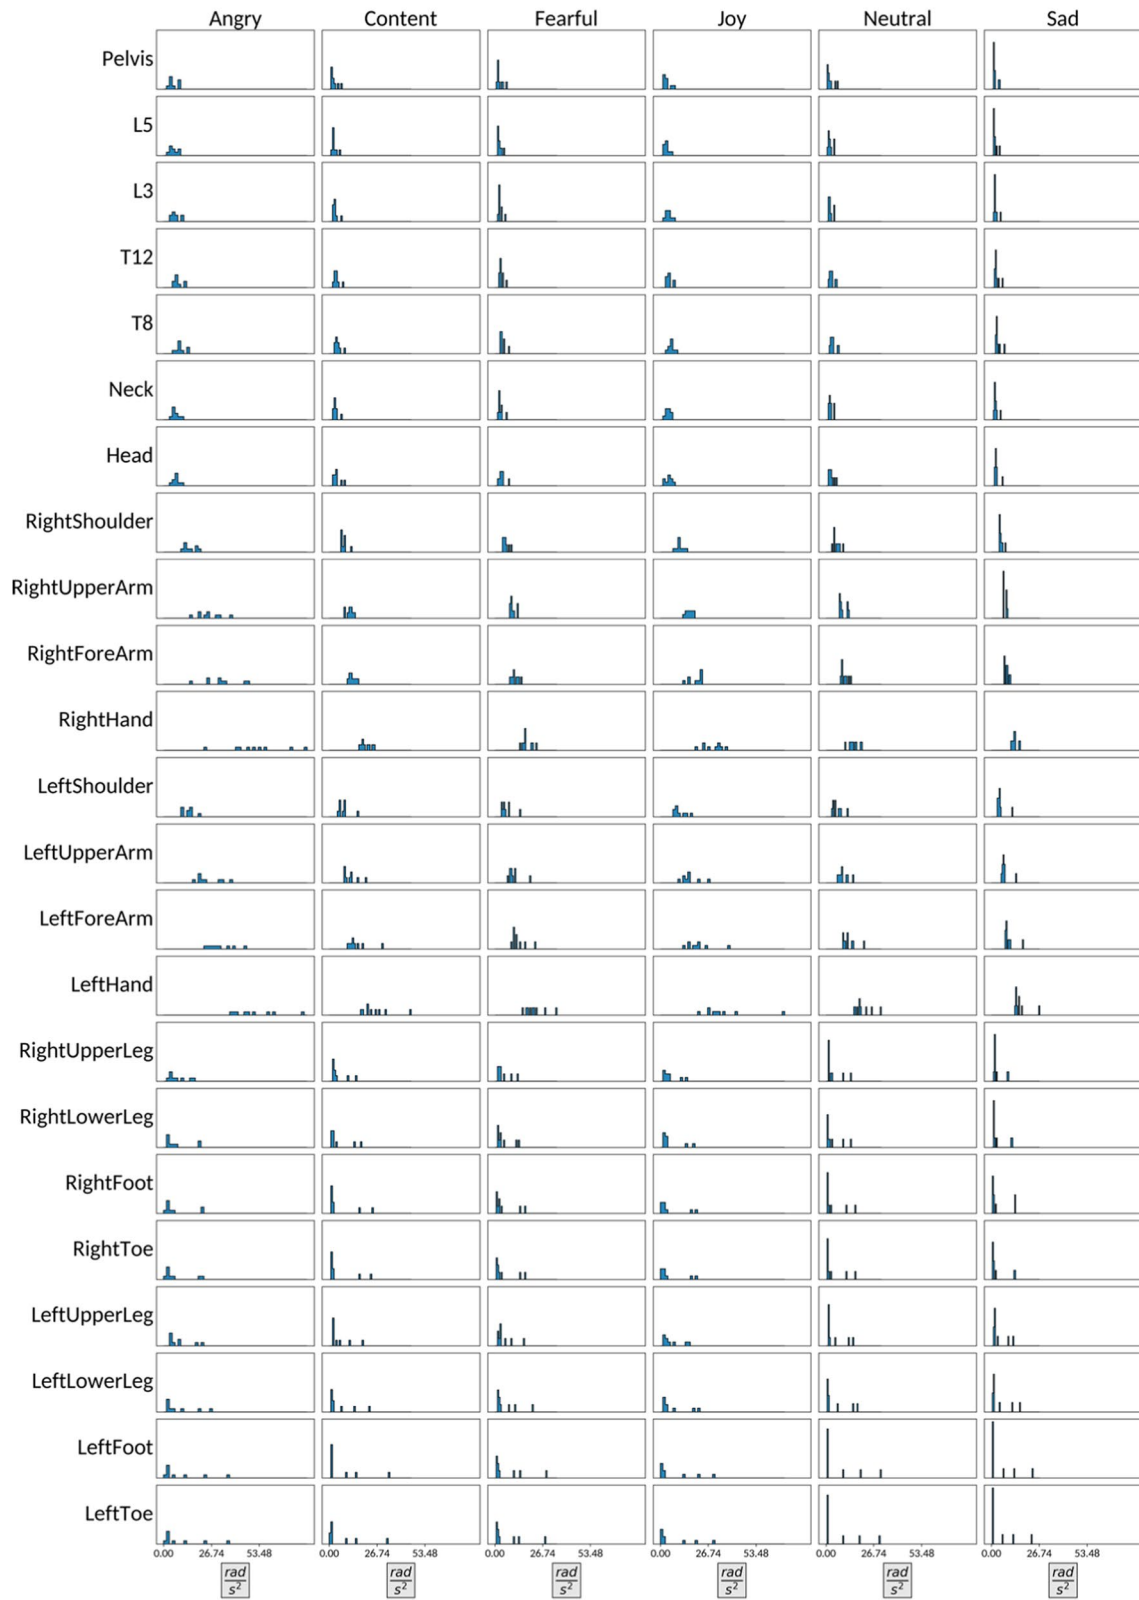 Angry Content Fearful Joy Neutral Sad
Pelvis
L5
L3
T12
T8
Neck
Head
RightShoulder
RightUpperArm
RightForeArm
RightHand
LeftShoulder
LeftUpperArm
LeftForeArm
LeftHand
RightUpperLeg
RightLowerLeg
RightFoot
RightToe
LeftUpperLeg
LeftLowerLeg
LeftFoot
LeftToe
0.00 26.74 53.48 0.00 26.74 53.48 0.00 26.74 53.48 0.00 26.74 53.48 0.00 26.74 53.48 0.00 26.74 53.48
rad rad rad rad rad rad
s² s² s² s² s² s²